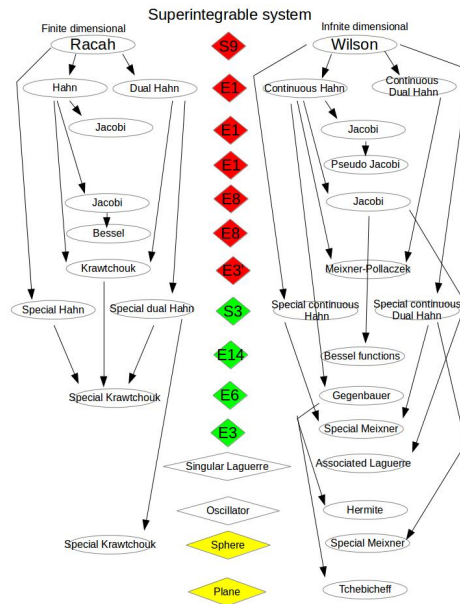 Superintegrable system
Finite dimensional
Infnite dimensional
Racah
S9
Wilson
Hahn
Dual Hahn
E1
Continuous Hahn
Continuous
Dual Hahn
Jacobi
E1
Jacobi
E1
Pseudo Jacobi
Jacobi
E8
Jacobi
Bessel
E8
Krawtchouk
E3'
Meixner-Pollaczek
Special Hahn
Special dual Hahn
S3
Special continuous
Hahn
Special continuous
Dual Hahn
E14
Bessel functions
Special Krawtchouk
E6
Gegenbauer
E3
Special Meixner
Singular Laguerre
Associated Laguerre
Oscillator
Hermite
Special Krawtchouk
Sphere
Special Meixner
Plane
Tchebicheff